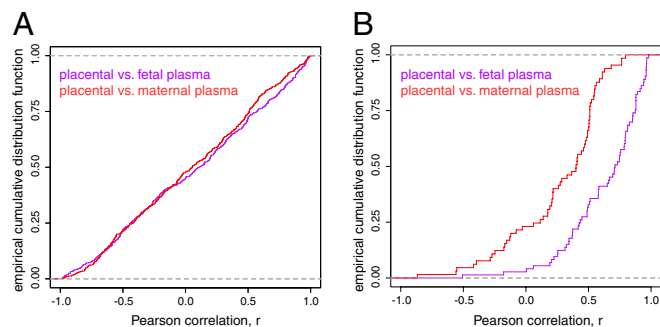 A
empirical cumulative distribution function
1.00
0.75
0.50
0.25
0.00
placental vs. fetal plasma
placental vs. maternal plasma
-1.0 -0.5 0.0 0.5 1.0
Pearson correlation, r
B
empirical cumulative distribution function
1.00
0.75
0.50
0.25
0.00
placental vs. fetal plasma
placental vs. maternal plasma
-1.0 -0.5 0.0 0.5 1.0
Pearson correlation, r